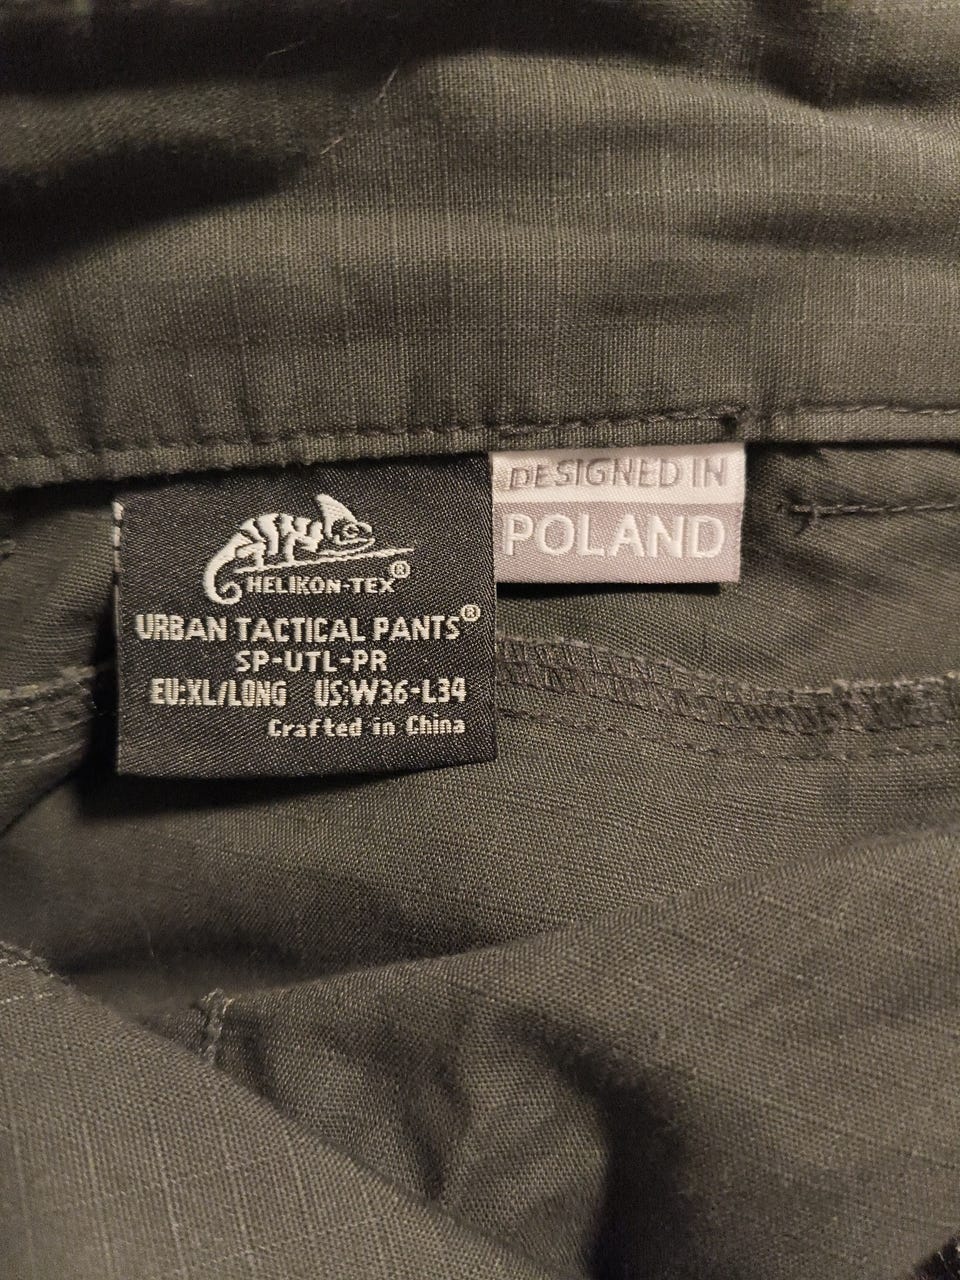 HELIKON-TEX®
URBAN TACTICAL PANTS®
SP-UTL-PR
EU:XL/LONG US:W36-L34
Crafted in China
DESIGNED IN
POLAND